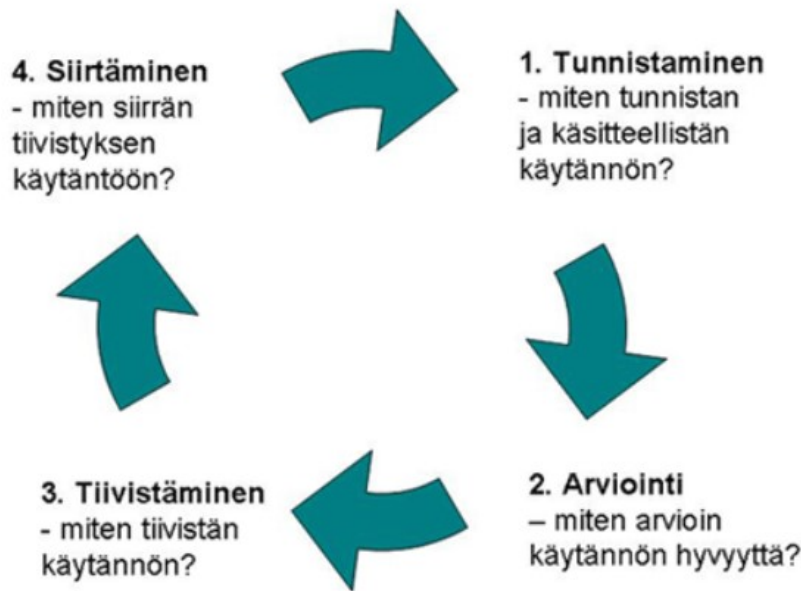 1. Tunnistaminen
- miten tunnistan
ja käsitteellistän
käytännön?
2. Arviointi
– miten arvioin
käytännön hyvyyttä?
3. Tiivistäminen
- miten tiivistän
käytännön?
4. Siirtäminen
- miten siirrän
tiivistyksen
käytäntöön?